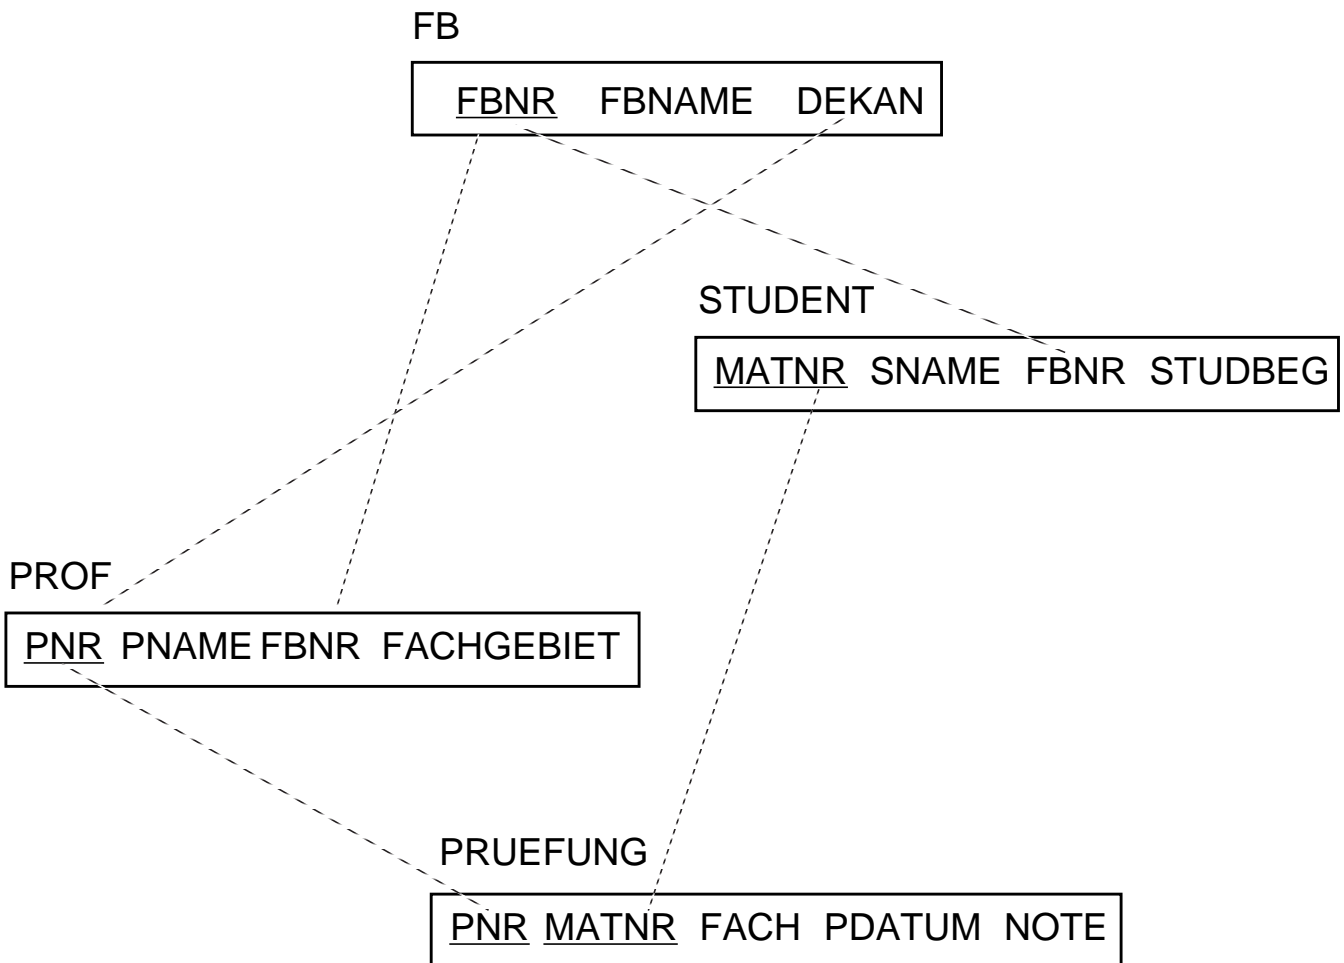 FB
FBNR FBNAME DEKAN
STUDENT
MATNR SNAME FBNR STUDBEG
PROF
PNR PNAME FBNR FACHGEBIET
PRUEFUNG
PNR MATNR FACH PDATUM NOTE